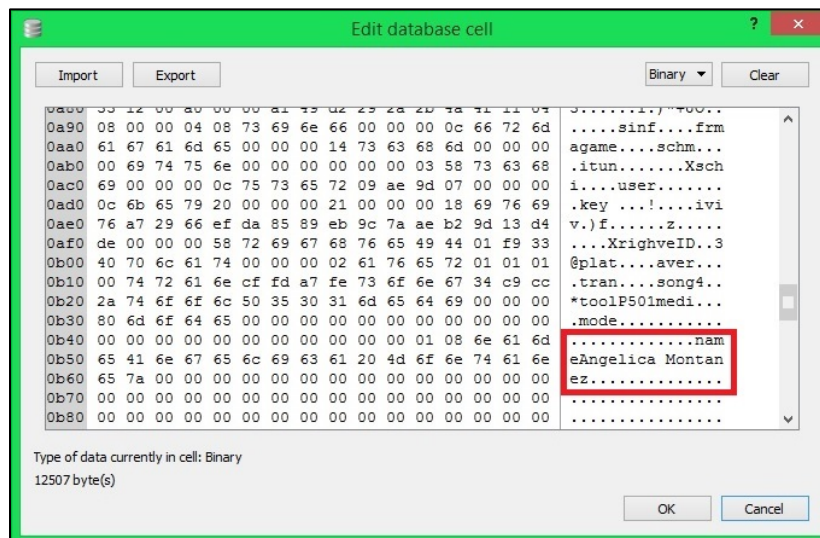 Edit database cell
?
×
Import
Export
Binary
Clear
0a90 08 00 00 04 08 73 69 6e 66 00 00 00 0c 66 72 6d .....sinf....frm
0aa0 61 67 61 6d 65 00 00 00 14 73 63 68 6d 00 00 00 agame....schm...
0ab0 00 69 74 75 6e 00 00 00 00 00 00 03 58 73 63 68 .itun.......Xsch
0ac0 69 00 00 00 0c 75 73 65 72 09 ae 9d 07 00 00 00 i....user.......
0ad0 0c 6b 65 79 20 00 00 00 21 00 00 00 18 69 76 69 .key ...!....ivi
0ae0 76 a7 29 66 ef da 85 89 eb 9c 7a ae b2 9d 13 d4 v.)f......z.....
0af0 de 00 00 00 58 72 69 67 68 76 65 49 44 01 f9 33 ....XrighveID..3
0b00 40 70 6c 61 74 00 00 00 02 61 76 65 72 01 01 01 @plat....aver...
0b10 00 74 72 61 6e cf fd a7 fe 73 6f 6e 67 34 c9 cc .tran....song4..
0b20 2a 74 6f 6f 6c 50 35 30 31 6d 65 64 69 00 00 00 *toolP501medi...
0b30 80 6d 6f 64 65 00 00 00 00 00 00 00 00 00 00 00 .mode...........
0b40 00 00 00 00 00 00 00 00 00 00 00 01 08 6e 61 6d .............nam
0b50 65 41 6e 67 65 6c 69 63 61 20 4d 6f 6e 74 61 6e eAngelica Montan
0b60 65 7a 00 00 00 00 00 00 00 00 00 00 00 00 00 00 ez..............
0b70 00 00 00 00 00 00 00 00 00 00 00 00 00 00 00 00 ................
0b80 00 00 00 00 00 00 00 00 00 00 00 00 00 00 00 00 ................
Type of data currently in cell: Binary
12507 byte(s)
OK
Cancel